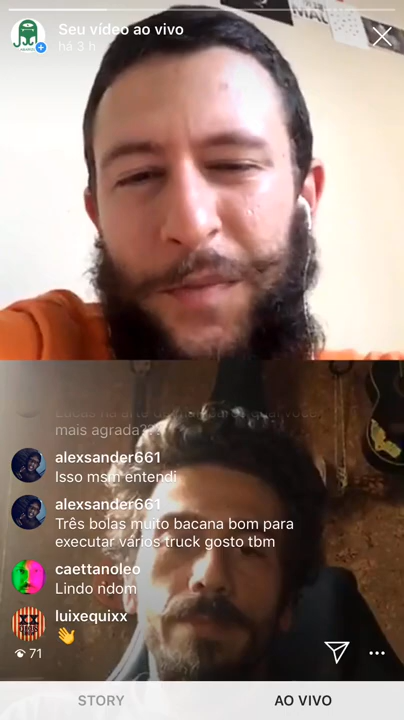 Seu vídeo ao vivo
há 3 h
mais agrada???
alexsander661
Isso msm entendi
alexsander661
Três bolas muito bacana bom para
executar vários truck gosto tbm
caettanoleo
Lindo ndom
luixequixx
👋
71
STORY
AO VIVO